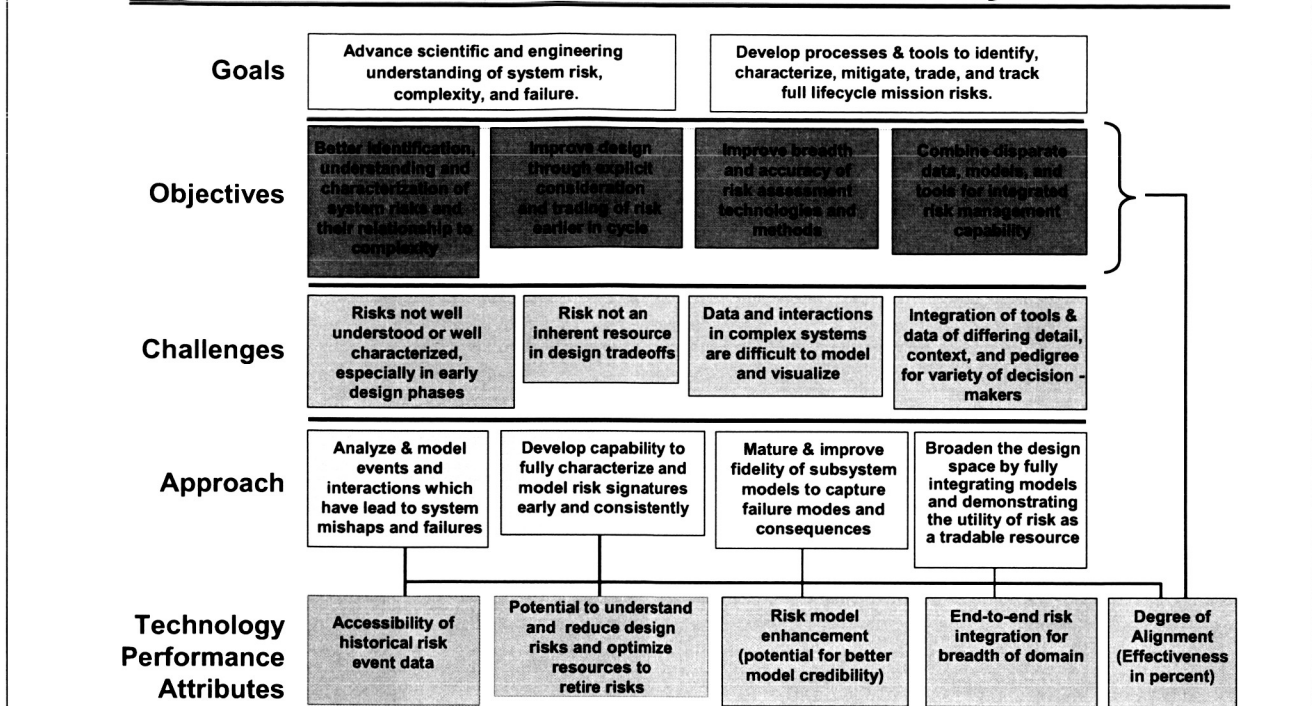 Goals
Advance scientific and engineering
understanding of system risk,
complexity, and failure.
Develop processes & tools to identify,
characterize, mitigate, trade, and track
full lifecycle mission risks.
Objectives
Better identification,
understanding and
characterization of
system risks and
their relationship to
complexity
Improve design
through explicit
consideration
and trading of risk
earlier in cycle
Improve breadth
and accuracy of
risk assessment
technologies and
methods
Combine disparate
data, models, and
tools for integrated
risk management
capability
Challenges
Risks not well
understood or well
characterized,
especially in early
design phases
Risk not an
inherent resource
in design tradeoffs
Data and interactions
in complex systems
are difficult to model
and visualize
Integration of tools &
data of differing detail,
context, and pedigree
for variety of decision -
makers
Approach
Analyze & model
events and
interactions which
have lead to system
mishaps and failures
Develop capability to
fully characterize and
model risk signatures
early and consistently
Mature & improve
fidelity of subsystem
models to capture
failure modes and
consequences
Broaden the design
space by fully
integrating models
and demonstrating
the utility of risk as
a tradable resource
Technology
Performance
Attributes
Accessibility of
historical risk
event data
Potential to understand
and reduce design
risks and optimize
resources to
retire risks
Risk model
enhancement
(potential for better
model credibility)
End-to-end risk
integration for
breadth of domain
Degree of
Alignment
(Effectiveness
in percent)